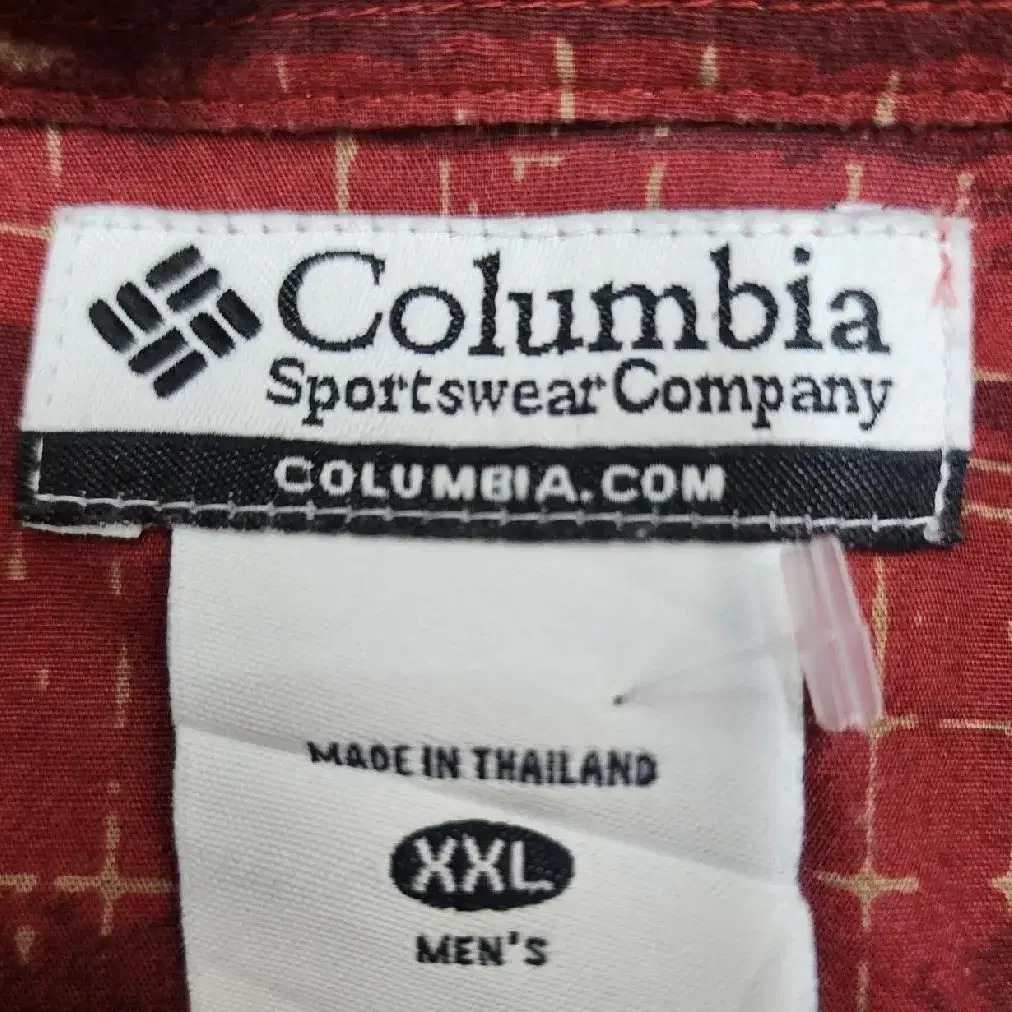 Columbia
Sportswear Company
COLUMBIA.COM
MADE IN THAILAND
XXL
MEN'S